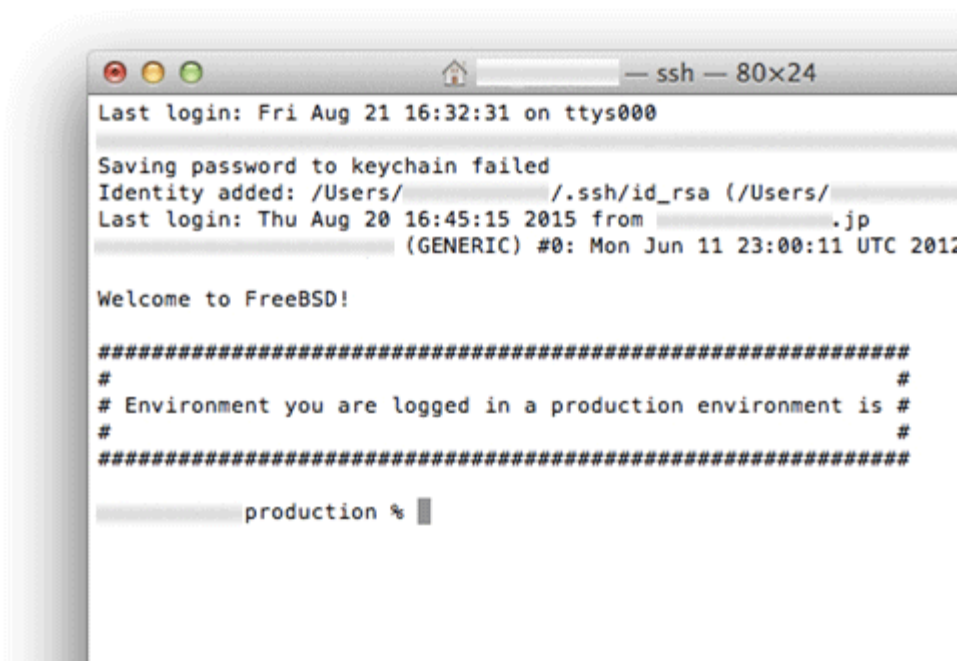 — ssh — 80×24
Last login: Fri Aug 21 16:32:31 on ttys000
Saving password to keychain failed
Identity added: /Users/ /.ssh/id_rsa (/Users/
Last login: Thu Aug 20 16:45:15 2015 from .jp
(GENERIC) #0: Mon Jun 11 23:00:11 UTC 2012
Welcome to FreeBSD!
#############################################################
# #
# Environment you are logged in a production environment is #
# #
#############################################################
production %